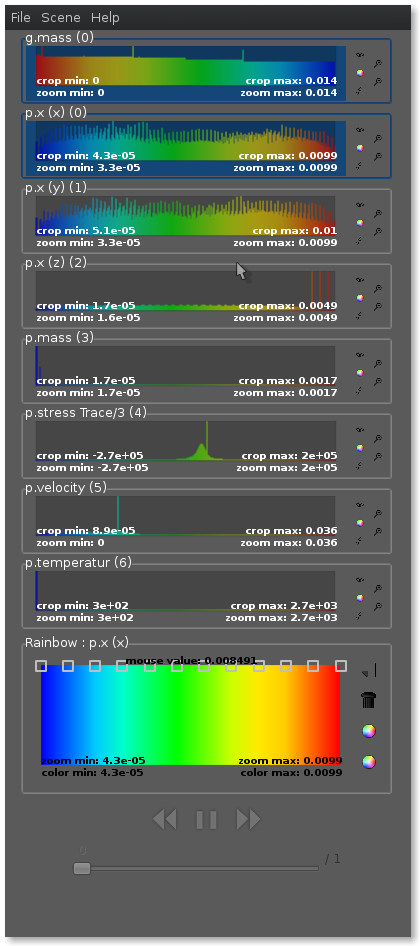 File Scene Help
g.mass (0)
crop min: 0 crop max: 0.014
zoom min: 0 zoom max: 0.014
p.x (x) (0)
crop min: 4.3e-05 crop max: 0.0099
zoom min: 3.3e-05 zoom max: 0.0099
p.x (y) (1)
crop min: 5.1e-05 crop max: 0.01
zoom min: 3.3e-05 zoom max: 0.0099
p.x (z) (2)
crop min: 1.7e-05 crop max: 0.0049
zoom min: 1.6e-05 zoom max: 0.0049
p.mass (3)
crop min: 1.7e-05 crop max: 0.0017
zoom min: 1.7e-05 zoom max: 0.0017
p.stress Trace/3 (4)
crop min: -2.7e+05 crop max: 2e+05
zoom min: -2.7e+05 zoom max: 2e+05
p.velocity (5)
crop min: 8.9e-05 crop max: 0.036
zoom min: 0 zoom max: 0.036
p.temperatur (6)
crop min: 3e+02 crop max: 2.7e+03
zoom min: 3e+02 zoom max: 2.7e+03
Rainbow : p.x (x)
mouse value: 0.008491
zoom min: 4.3e-05 zoom max: 0.0099
color min: 4.3e-05 color max: 0.0099
0
/ 1